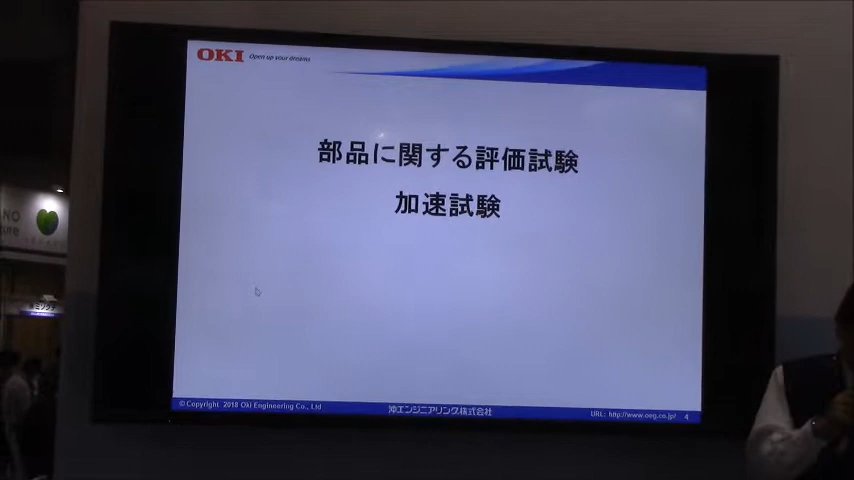 OKI Open up your dreams
部品に関する評価試験
加速試験
© Copyright 2018 Oki Engineering Co., Ltd
沖エンジニアリング株式会社
URL: http://www.oeg.co.jp/ 4
NO
ure